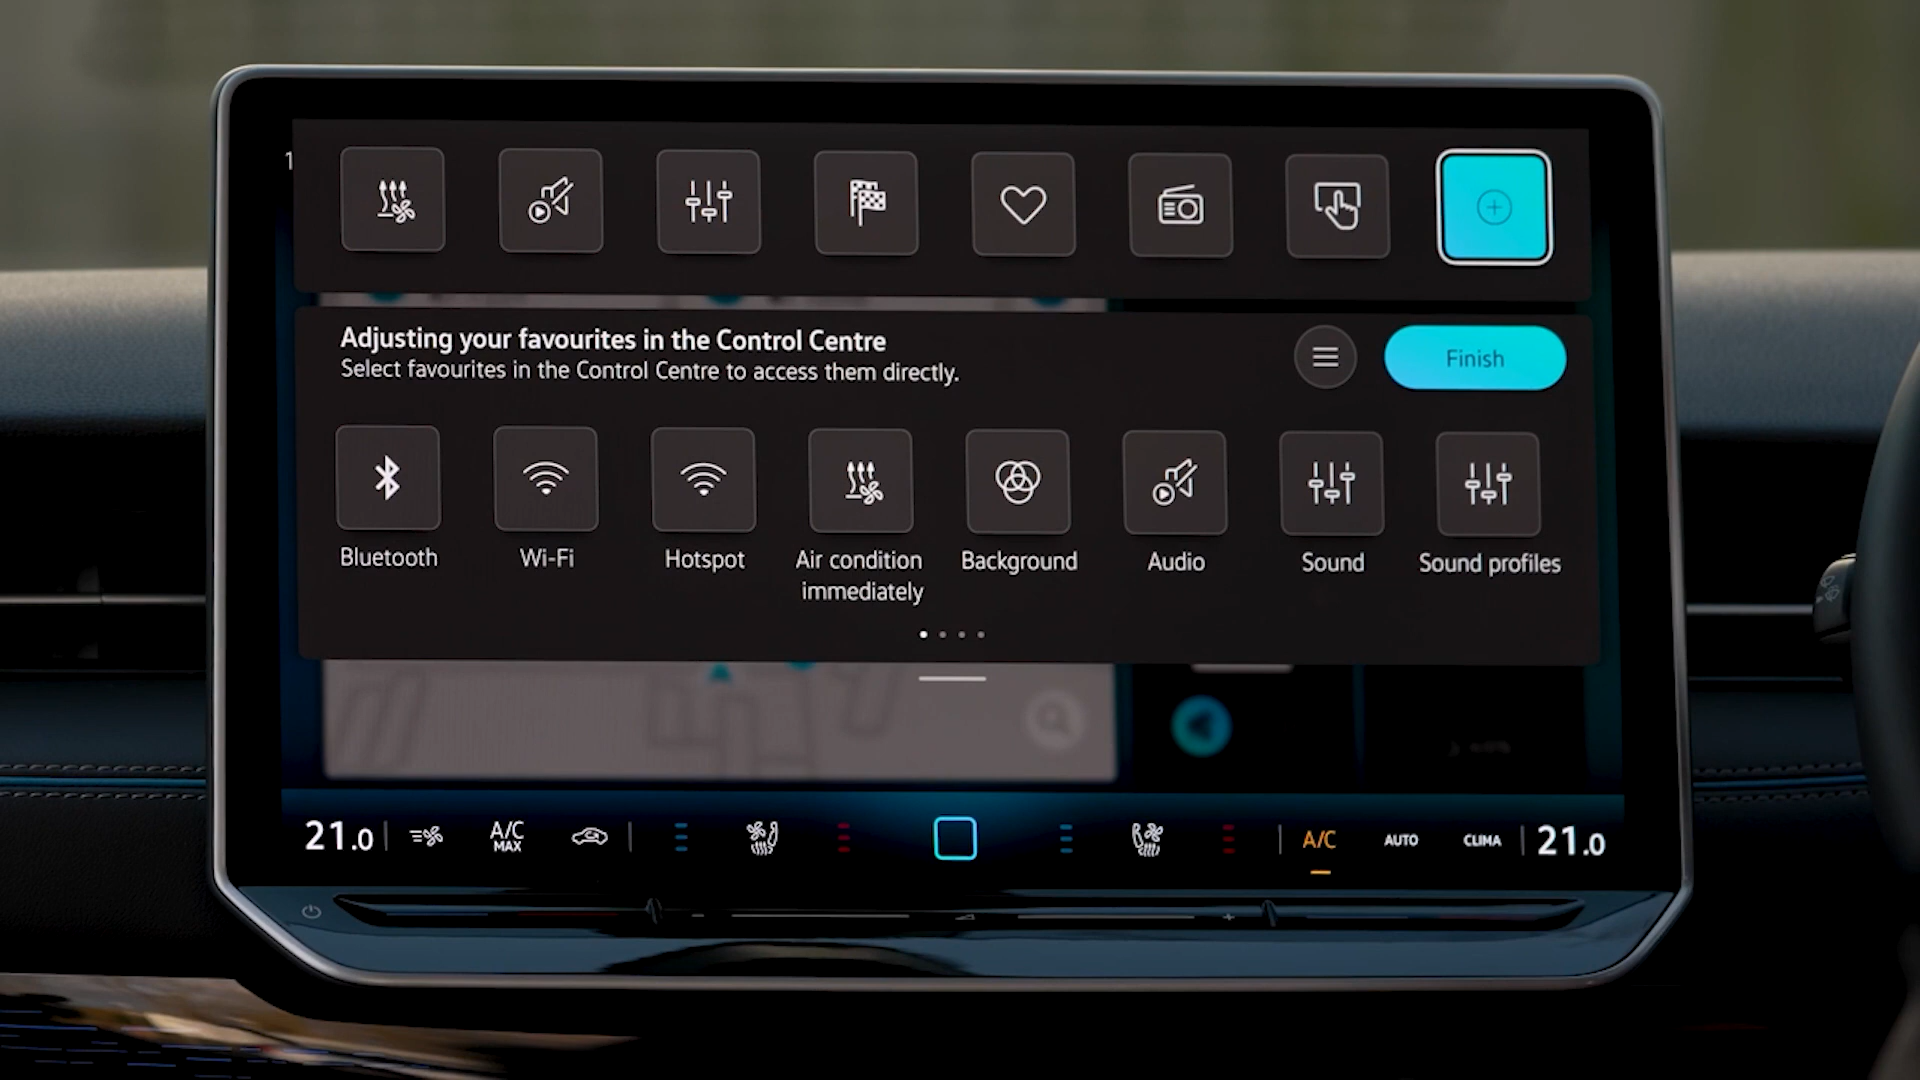 1
Adjusting your favourites in the Control Centre
Select favourites in the Control Centre to access them directly.
Finish
Bluetooth
Wi-Fi
Hotspot
Air condition
immediately
Background
Audio
Sound
Sound profiles
21.0
A/C
MAX
A/C
AUTO
CLIMA
21.0